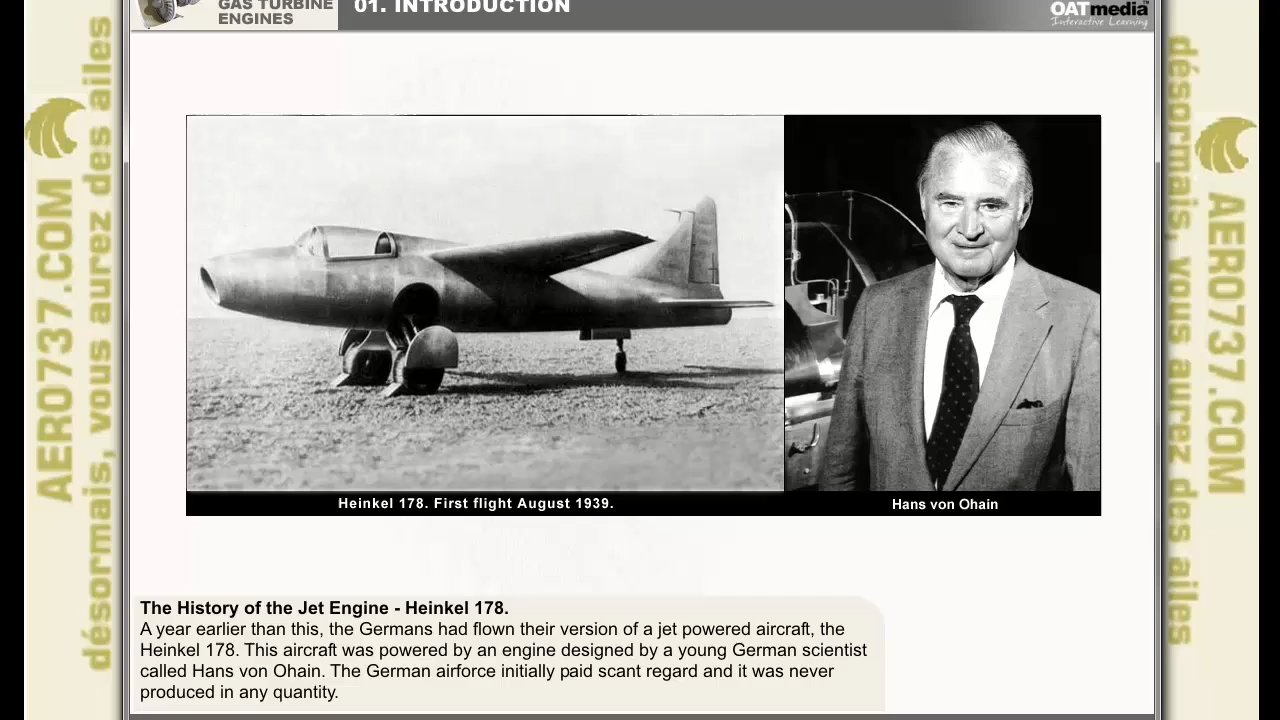 GAS TURBINE
ENGINES
01. INTRODUCTION
OATmedia™
Interactive Learning
AERO737.COM
désormais, vous aurez des ailes
Heinkel 178. First flight August 1939.
Hans von Ohain
désormais, vous aurez des ailes
AERO737.COM
The History of the Jet Engine - Heinkel 178.
A year earlier than this, the Germans had flown their version of a jet powered aircraft, the
Heinkel 178. This aircraft was powered by an engine designed by a young German scientist
called Hans von Ohain. The German airforce initially paid scant regard and it was never
produced in any quantity.